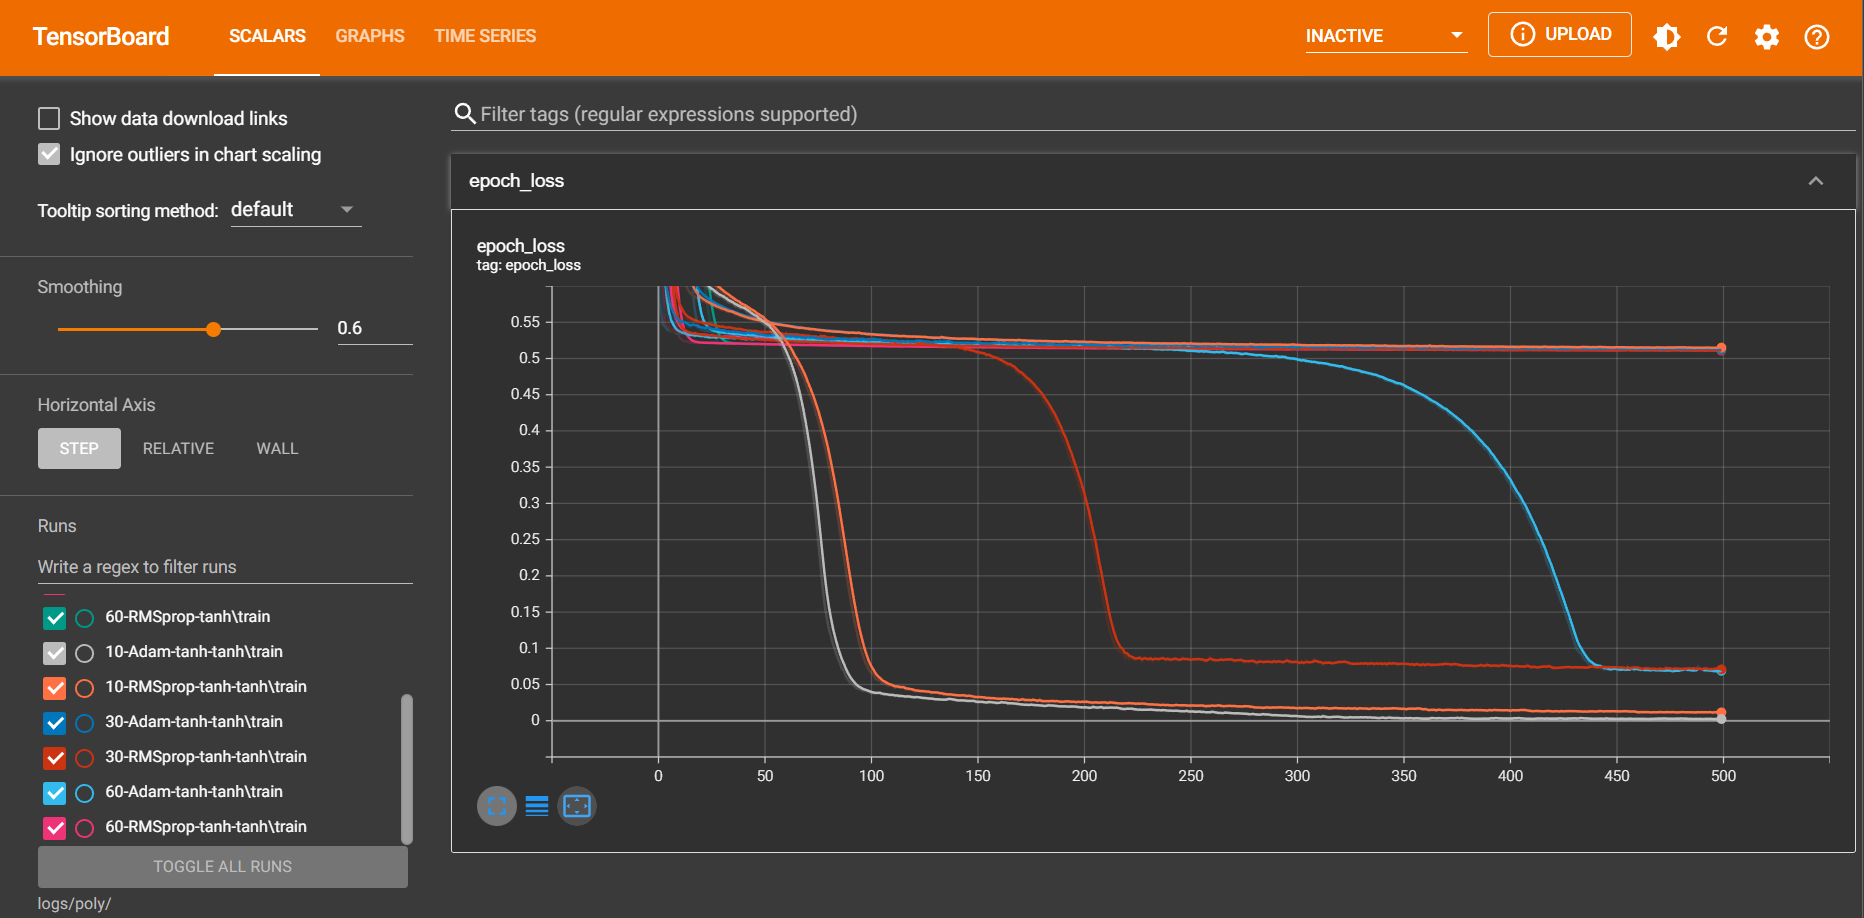 TensorBoard SCALARS GRAPHS TIME SERIES INACTIVE UPLOAD
Show data download links
Ignore outliers in chart scaling
Tooltip sorting method: default
Smoothing
0.6
Horizontal Axis
STEP RELATIVE WALL
Runs
Write a regex to filter runs
60-RMSprop-tanh\train
10-Adam-tanh-tanh\train
10-RMSprop-tanh-tanh\train
30-Adam-tanh-tanh\train
30-RMSprop-tanh-tanh\train
60-Adam-tanh-tanh\train
60-RMSprop-tanh-tanh\train
TOGGLE ALL RUNS
logs/poly/
Filter tags (regular expressions supported)
epoch_loss
epoch_loss
tag: epoch_loss
0.55
0.5
0.45
0.4
0.35
0.3
0.25
0.2
0.15
0.1
0.05
0
0 50 100 150 200 250 300 350 400 450 500